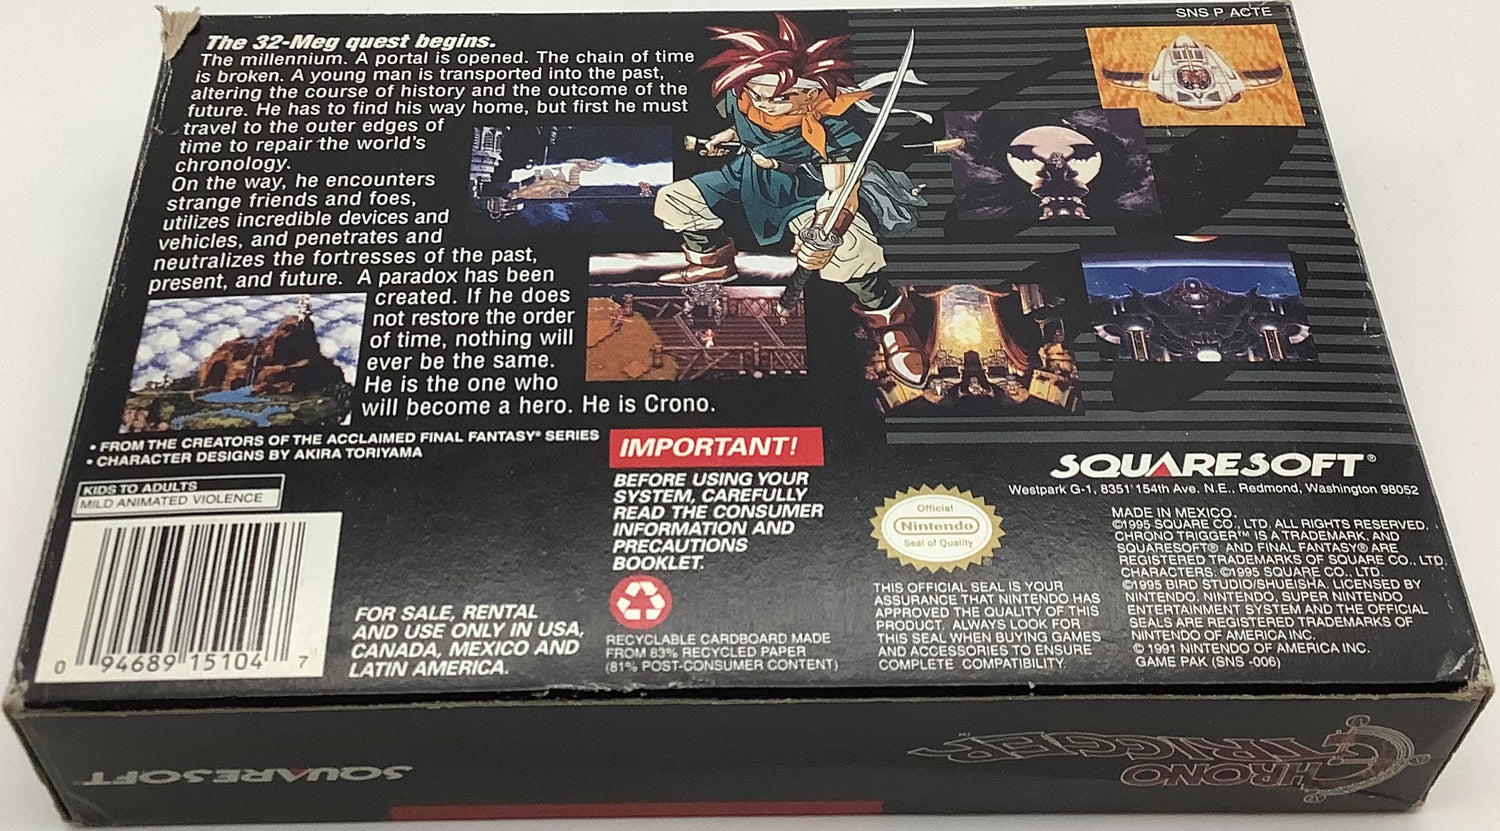 SNS P ACTE
The 32-Meg quest begins.
The millennium. A portal is opened. The chain of time
is broken. A young man is transported into the past,
altering the course of history and the outcome of the
future. He has to find his way home, but first he must
travel to the outer edges of
time to repair the world's
chronology.
On the way, he encounters
strange friends and foes,
utilizes incredible devices and
vehicles, and penetrates and
neutralizes the fortresses of the past,
present, and future. A paradox has been
created. If he does
not restore the order
of time, nothing will
ever be the same.
He is the one who
will become a hero. He is Crono.
• FROM THE CREATORS OF THE ACCLAIMED FINAL FANTASY® SERIES
• CHARACTER DESIGNS BY AKIRA TORIYAMA
KIDS TO ADULTS
MILD ANIMATED VIOLENCE
0 94689 15104 7
FOR SALE, RENTAL
AND USE ONLY IN USA,
CANADA, MEXICO AND
LATIN AMERICA.
IMPORTANT!
BEFORE USING YOUR
SYSTEM, CAREFULLY
READ THE CONSUMER
INFORMATION AND
PRECAUTIONS
BOOKLET.
RECYCLABLE CARDBOARD MADE
FROM 83% RECYCLED PAPER
(81% POST-CONSUMER CONTENT)
Official
Nintendo
Seal of Quality
THIS OFFICIAL SEAL IS YOUR
ASSURANCE THAT NINTENDO HAS
APPROVED THE QUALITY OF THIS
PRODUCT. ALWAYS LOOK FOR
THIS SEAL WHEN BUYING GAMES
AND ACCESSORIES TO ENSURE
COMPLETE COMPATIBILITY.
SQUARESOFT®
Westpark G-1, 8351 154th Ave. N.E., Redmond, Washington 98052
MADE IN MEXICO.
©1995 SQUARE CO., LTD. ALL RIGHTS RESERVED.
CHRONO TRIGGER™ IS A TRADEMARK, AND
SQUARESOFT® AND FINAL FANTASY® ARE
REGISTERED TRADEMARKS OF SQUARE CO., LTD.
CHARACTERS: ©1995 SQUARE CO., LTD.
©1995 BIRD STUDIO/SHUEISHA. LICENSED BY
NINTENDO. NINTENDO, SUPER NINTENDO
ENTERTAINMENT SYSTEM AND THE OFFICIAL
SEALS ARE REGISTERED TRADEMARKS OF
NINTENDO OF AMERICA INC.
© 1991 NINTENDO OF AMERICA INC.
GAME PAK (SNS -006)
SQUARESOFT
CHRONO
TRIGGER™